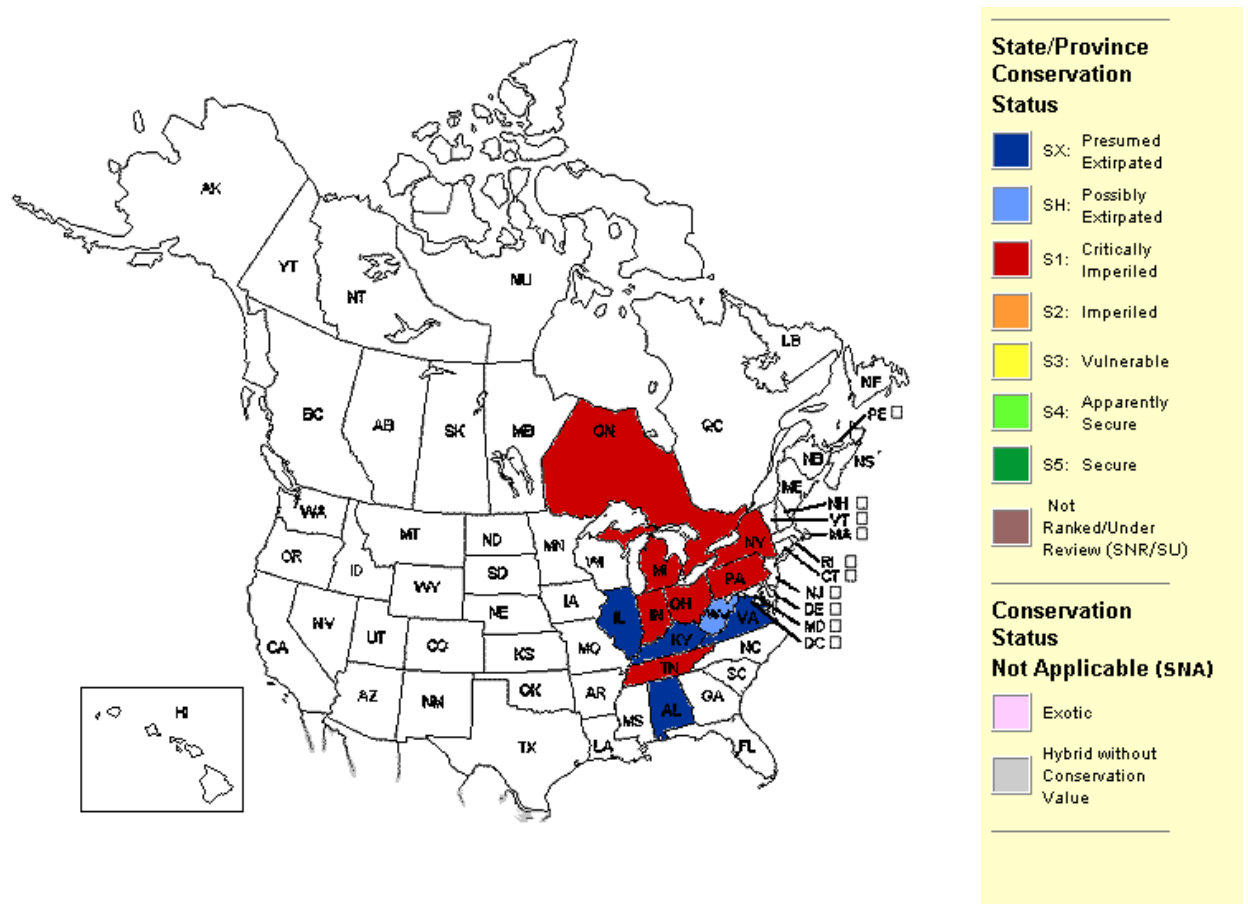 AK
YT
NT
NU
BC
AB
SK
MB
ON
QC
LB
NF
PE
NB
NS
ME
NH
VT
MA
RI
CT
NJ
DE
MD
DC
WA
OR
ID
MT
ND
MN
WI
SD
WY
NE
IA
MI
NY
PA
CA
NV
UT
CO
KS
MO
IL
IN
OH
WV
VA
KY
AZ
NM
OK
AR
TN
NC
SC
TX
LA
MS
AL
GA
FL
HI
State/Province
Conservation
Status
SX: Presumed
Extirpated
SH: Possibly
Extirpated
S1: Critically
Imperiled
S2: Imperiled
S3: Vulnerable
S4: Apparently
Secure
S5: Secure
Not
Ranked/Under
Review (SNR/SU)
Conservation
Status
Not Applicable (SNA)
Exotic
Hybrid without
Conservation
Value